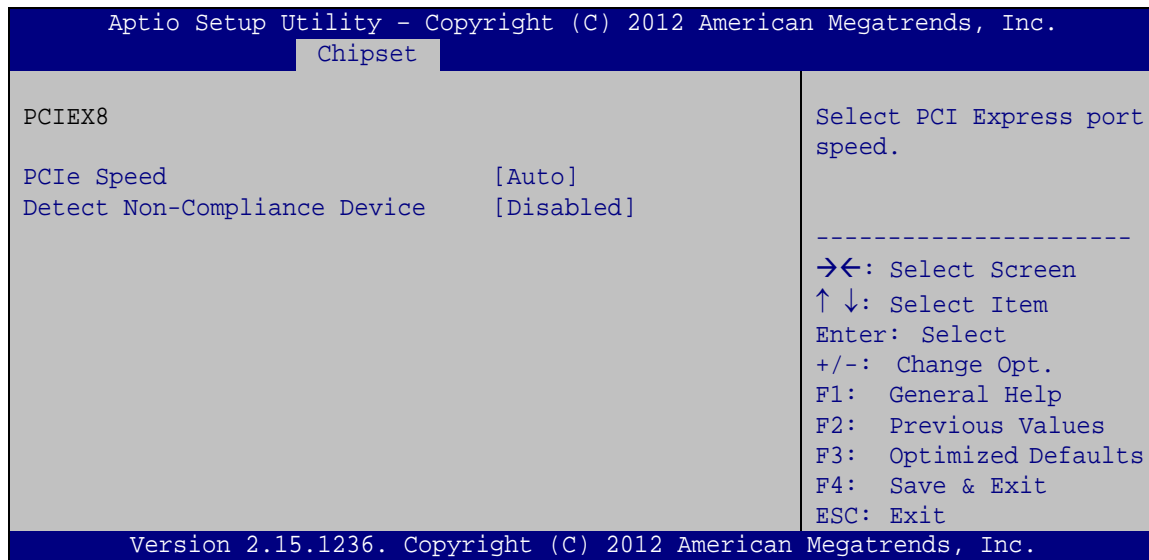 Aptio Setup Utility – Copyright (C) 2012 American Megatrends, Inc.
Chipset
PCIEX8
PCIe Speed [Auto]
Detect Non-Compliance Device [Disabled]
Select PCI Express port
speed.
----------------------
→←: Select Screen
↑ ↓: Select Item
Enter: Select
+/-: Change Opt.
F1: General Help
F2: Previous Values
F3: Optimized Defaults
F4: Save & Exit
ESC: Exit
Version 2.15.1236. Copyright (C) 2012 American Megatrends, Inc.